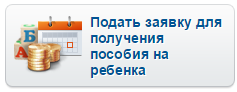 Подать заявку для
получения
пособия на
ребенка
Б
А